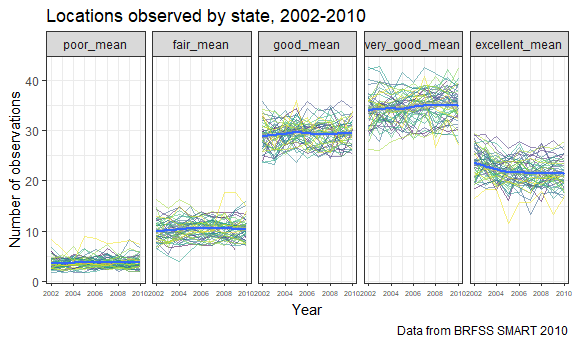 Locations observed by state, 2002-2010
poor_mean fair_mean good_mean very_good_mean excellent_mean
Number of observations
40
30
20
10
0
2002 2004 2006 2008 2010 2002 2004 2006 2008 2010 2002 2004 2006 2008 2010 2002 2004 2006 2008 2010 2002 2004 2006 2008 2010
Year
Data from BRFSS SMART 2010